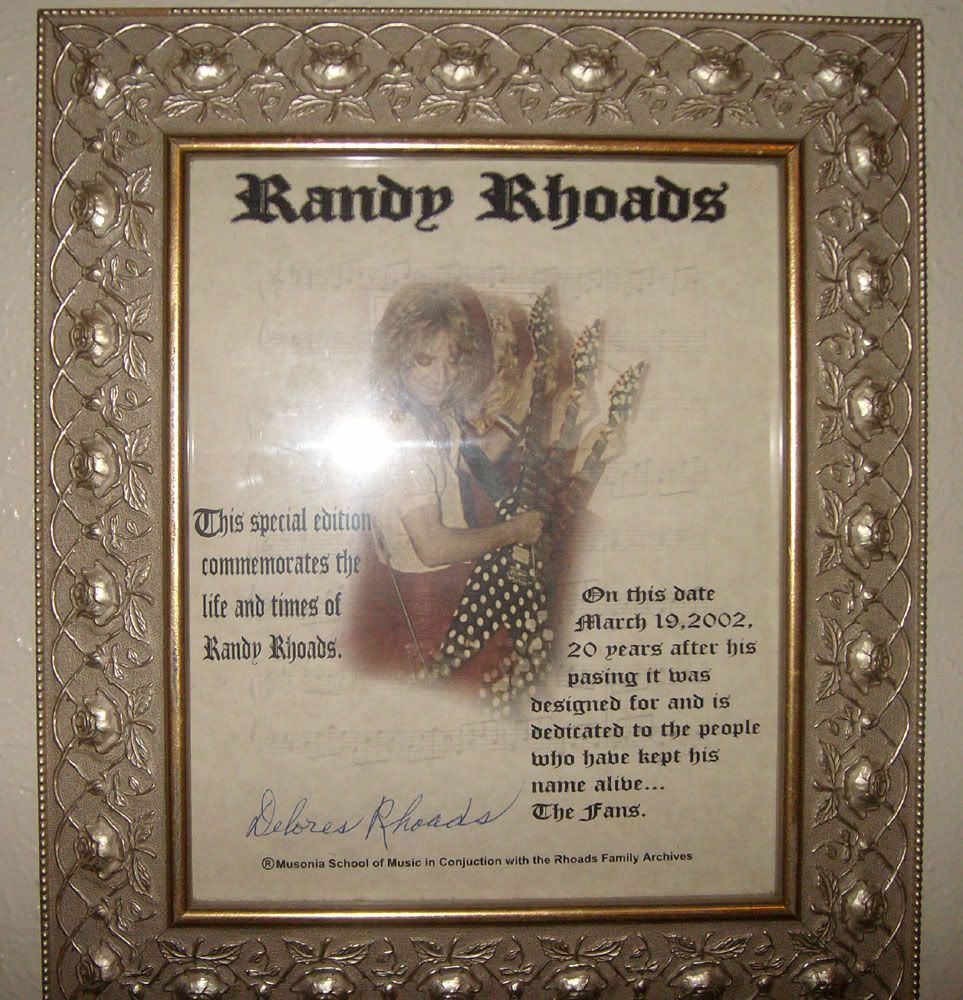 Randy Rhoads
This special edition
commemorates the
life and times of
Randy Rhoads.
On this date
March 19,2002,
20 years after his
pasing it was
designed for and is
dedicated to the people
who have kept his
name alive...
The Fans.
Delores Rhoads
®Musonia School of Music in Conjuction with the Rhoads Family Archives